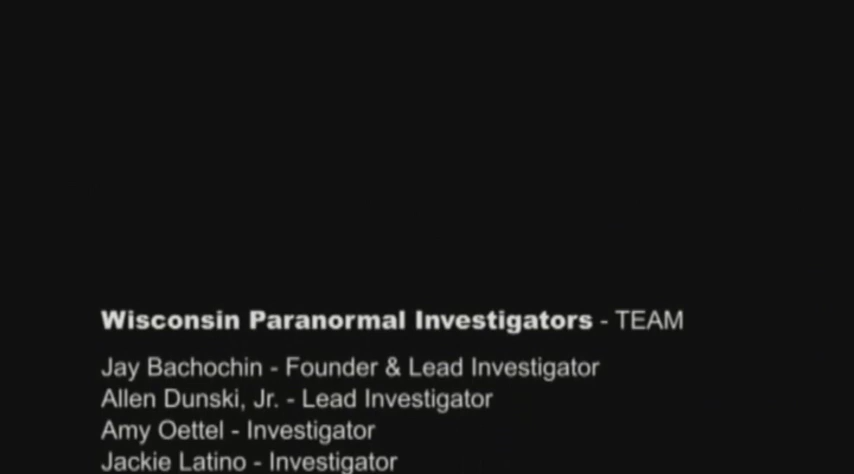 Wisconsin Paranormal Investigators - TEAM
Jay Bachochin - Founder & Lead Investigator
Allen Dunski, Jr. - Lead Investigator
Amy Oettel - Investigator
Jackie Latino - Investigator